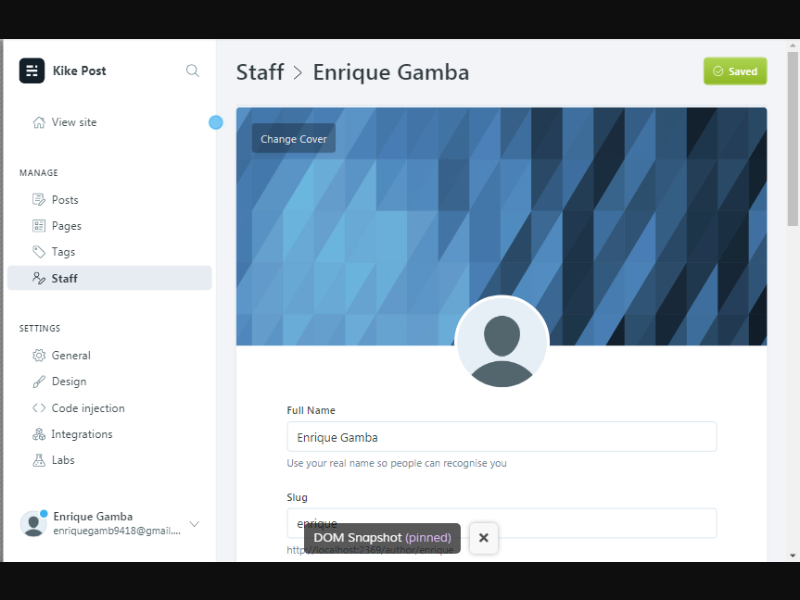 Kike Post
View site
MANAGE
Posts
Pages
Tags
Staff
SETTINGS
General
Design
Code injection
Integrations
Labs
Enrique Gamba
enriquegamb9418@gmail....
Staff > Enrique Gamba
Saved
Change Cover
Full Name
Enrique Gamba
Use your real name so people can recognise you
Slug
enrique
http://localhost:2369/author/enrique
DOM Snapshot (pinned)